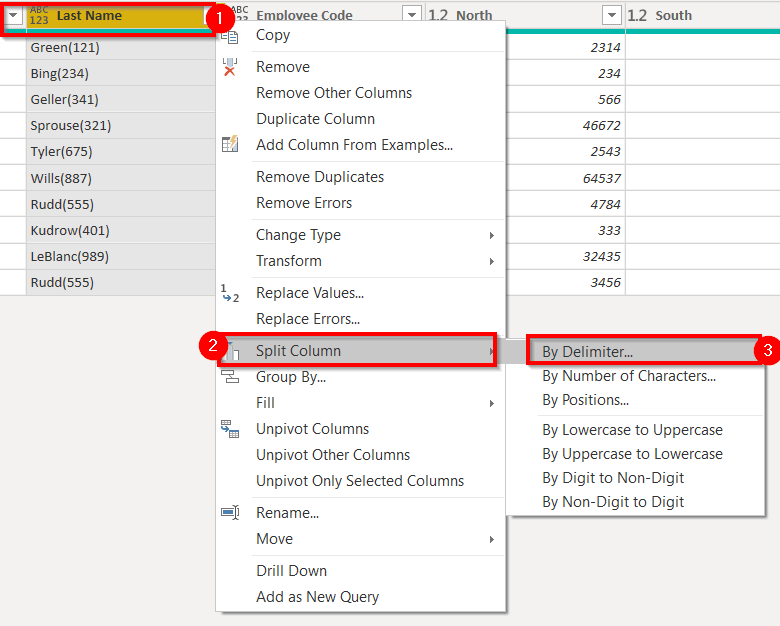 ABC
123 Last Name 1 ABC
123 Employee Code 1.2 North 1.2 South
Green(121) 2314
Bing(234) 234
Geller(341) 566
Sprouse(321) 46672
Tyler(675) 2543
Wills(887) 64537
Rudd(555) 4784
Kudrow(401) 333
LeBlanc(989) 32435
Rudd(555) 3456
Copy
Remove
Remove Other Columns
Duplicate Column
Add Column From Examples...
Remove Duplicates
Remove Errors
Change Type
Transform
1
2 Replace Values...
Replace Errors...
2 Split Column
Group By...
Fill
Unpivot Columns
Unpivot Other Columns
Unpivot Only Selected Columns
Rename...
Move
Drill Down
Add as New Query
By Delimiter... 3
By Number of Characters...
By Positions...
By Lowercase to Uppercase
By Uppercase to Lowercase
By Digit to Non-Digit
By Non-Digit to Digit